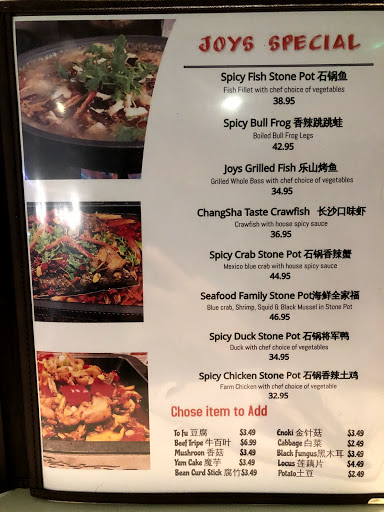 JOYS SPECIAL
Spicy Fish Stone Pot 石锅鱼
Fish Fillet with chef choice of vegetables
38.95
Spicy Bull Frog 香辣跳跳蛙
Boiled Bull Frog Legs
42.95
Joys Grilled Fish 乐山烤鱼
Grilled Whole Bass with chef choice of vegetables
34.95
ChangSha Taste Crawfish 长沙口味虾
Crawfish with house spicy sauce
36.95
Spicy Crab Stone Pot 石锅香辣蟹
Mexico blue crab with house spicy sauce
44.95
Seafood Family Stone Pot海鲜全家福
Blue crab, Shrimp, Squid & Black Mussel in Stone Pot
46.95
Spicy Duck Stone Pot 石锅将军鸭
Duck with chef choice of vegetables
34.95
Spicy Chicken Stone Pot 石锅香辣土鸡
Farm Chicken with chef choice of vegetable
32.95
Chose item to Add
To fu 豆腐 $3.49
Beef Tripe 牛百叶 $6.99
Mushroon 香菇 $3.49
Yam Cake 魔芋 $3.49
Bean Curd Stick 腐竹$3.49
Enoki 金针菇 $3.49
Cabbage 白菜 $2.49
Black Fungus黑木耳 $3.49
Locus 莲藕片 $4.49
Potato土豆 $2.49